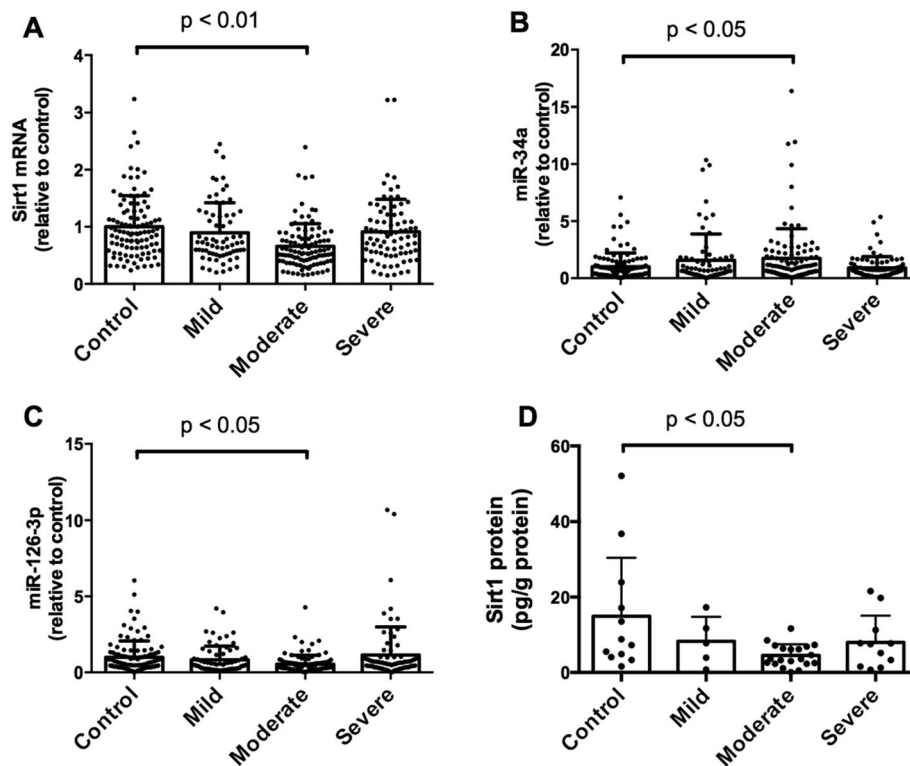 A
p < 0.01
Sirt1 mRNA
(relative to control)
4
3
2
1
0
Control
Mild
Moderate
Severe
B
p < 0.05
miR-34a
(relative to control)
20
15
10
5
0
Control
Mild
Moderate
Severe
C
p < 0.05
miR-126-3p
(relative to control)
15
10
5
0
Control
Mild
Moderate
Severe
D
p < 0.05
Sirt1 protein
(pg/g protein)
60
40
20
0
Control
Mild
Moderate
Severe